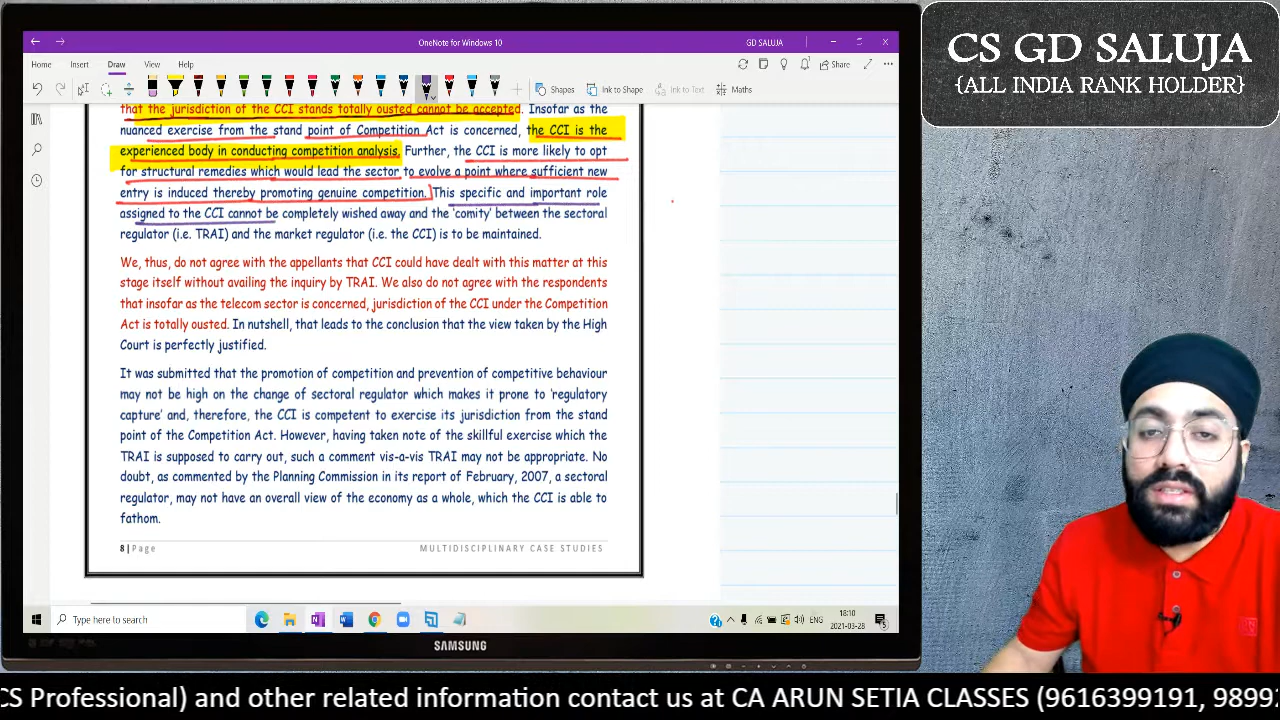 OneNote for Windows 10
GD SALUJA
CS GD SALUJA
{ALL INDIA RANK HOLDER}
Home Insert Draw View Help
Share
Shapes Ink to Shape Ink to Text Maths
that the jurisdiction of the CCI stands totally ousted cannot be accepted. Insofar as the
nuanced exercise from the stand point of Competition Act is concerned, the CCI is the
experienced body in conducting competition analysis. Further, the CCI is more likely to opt
for structural remedies which would lead the sector to evolve a point where sufficient new
entry is induced thereby promoting genuine competition. This specific and important role
assigned to the CCI cannot be completely wished away and the ‘comity’ between the sectoral
regulator (i.e. TRAI) and the market regulator (i.e. the CCI) is to be maintained.
We, thus, do not agree with the appellants that CCI could have dealt with this matter at this
stage itself without availing the inquiry by TRAI. We also do not agree with the respondents
that insofar as the telecom sector is concerned, jurisdiction of the CCI under the Competition
Act is totally ousted. In nutshell, that leads to the conclusion that the view taken by the High
Court is perfectly justified.
It was submitted that the promotion of competition and prevention of competitive behaviour
may not be high on the change of sectoral regulator which makes it prone to ‘regulatory
capture’ and, therefore, the CCI is competent to exercise its jurisdiction from the stand
point of the Competition Act. However, having taken note of the skillful exercise which the
TRAI is supposed to carry out, such a comment vis-a-vis TRAI may not be appropriate. No
doubt, as commented by the Planning Commission in its report of February, 2007, a sectoral
regulator, may not have an overall view of the economy as a whole, which the CCI is able to
fathom.
8|Page MULTIDISCIPLINARY CASE STUDIES
Type here to search
ENG
18:10
2021-03-28
SAMSUNG
CS Professional) and other related information contact us at CA ARUN SETIA CLASSES (9616399191, 9899